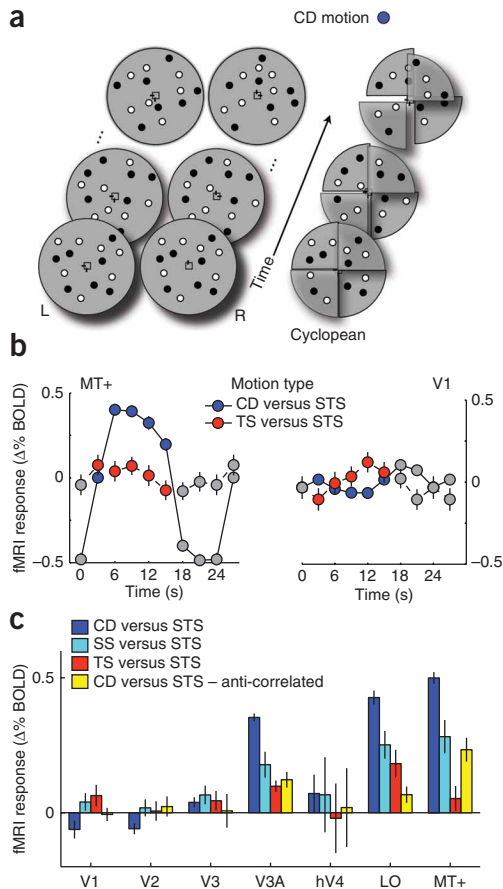 a
CD motion
L
R
Time
Cyclopean
b
MT+
Motion type
V1
CD versus STS
TS versus STS
fMRI response (Δ% BOLD)
0.5
0
–0.5
0 6 12 18 24
Time (s)
0.5
0
–0.5
0 6 12 18 24
Time (s)
c
CD versus STS
SS versus STS
TS versus STS
CD versus STS – anti-correlated
fMRI response (Δ% BOLD)
0.5
0
V1 V2 V3 V3A hV4 LO MT+